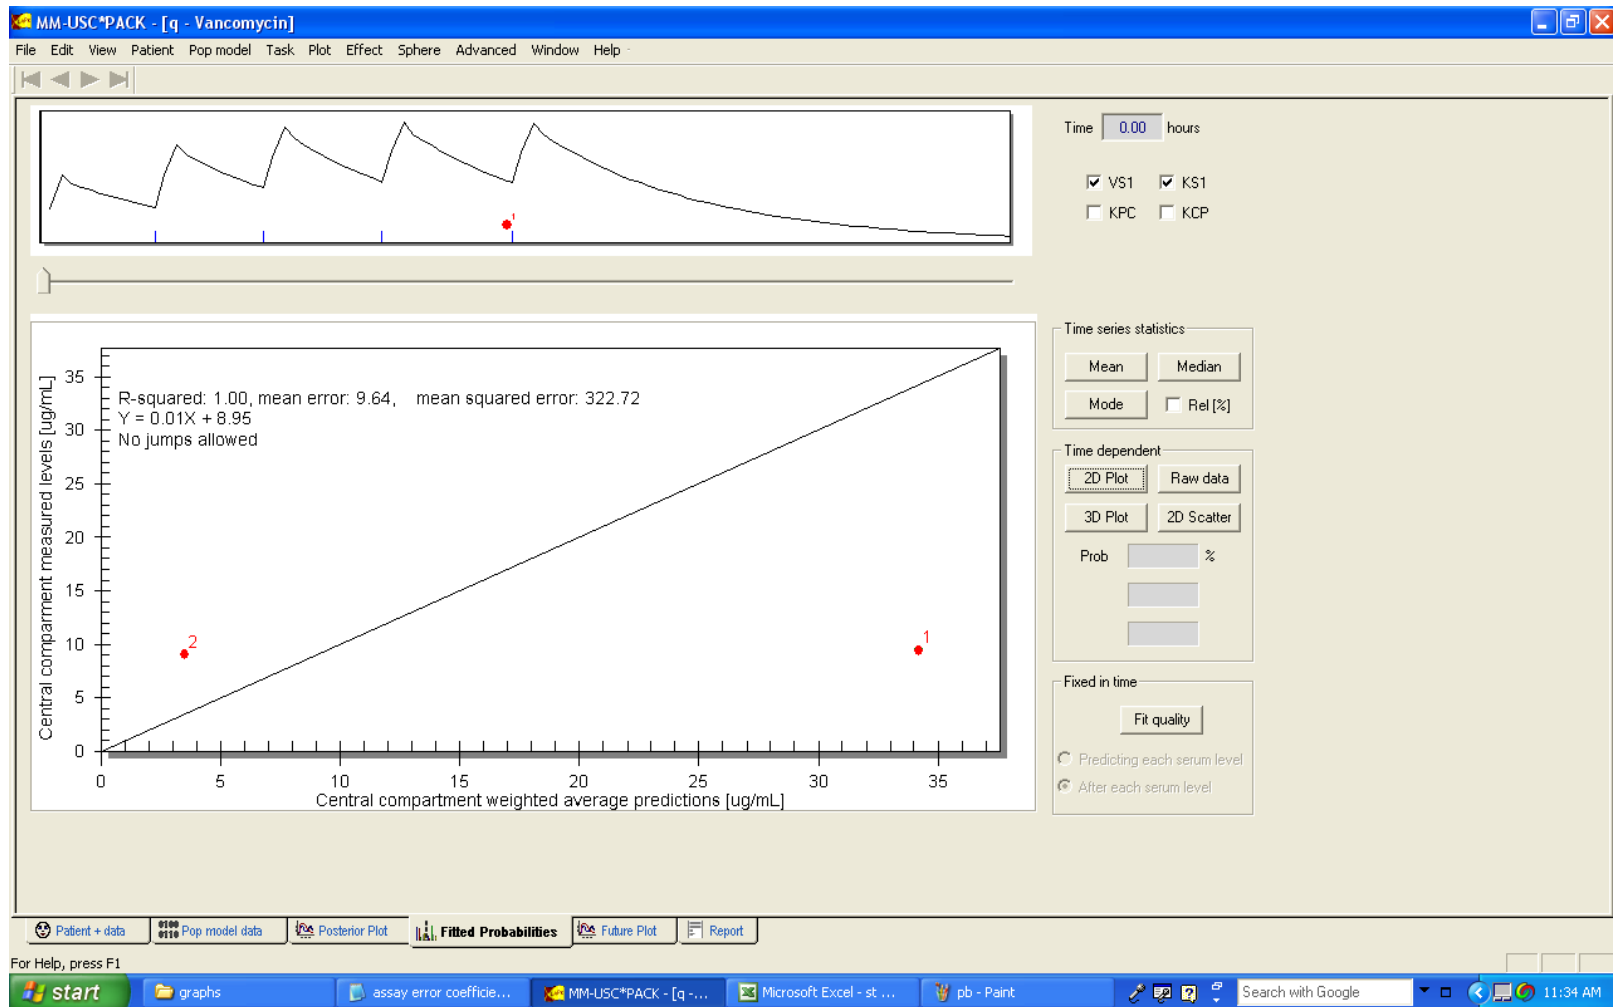 MM-USC*PACK - [q - Vancomycin]
File Edit View Patient Pop model Task Plot Effect Sphere Advanced Window Help
Time 0.00 hours
VS1 KS1
KPC KCP
1
Time series statistics
Mean Median
Mode Rel [%]
Time dependent
2D Plot Raw data
3D Plot 2D Scatter
Prob %
Fixed in time
Fit quality
Predicting each serum level
After each serum level
R-squared: 1.00, mean error: 9.64, mean squared error: 322.72
Y = 0.01X + 8.95
No jumps allowed
Central comparment measured levels [ug/mL]
35
30
25
20
15
10
5
0
2
1
0 5 10 15 20 25 30 35
Central compartment weighted average predictions [ug/mL]
Patient + data Pop model data Posterior Plot Fitted Probabilities Future Plot Report
For Help, press F1
start graphs assay error coefficie... MM-USC*PACK - [q -... Microsoft Excel - st ... pb - Paint Search with Google 11:34 AM